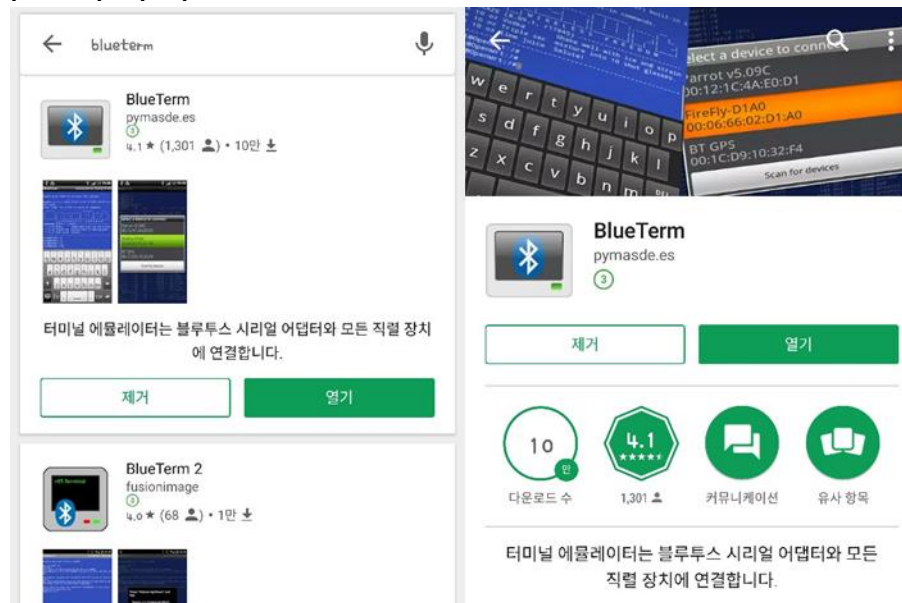 blueterm
BlueTerm
pymasde.es
3
4.1 ★ (1,301) • 10만
터미널 에뮬레이터는 블루투스 시리얼 어댑터와 모든 직렬 장치
에 연결합니다.
제거
열기
BlueTerm 2
fusionimage
3
4.0 ★ (68) • 1만
elect a device to conne
Parrot v5.09C
00:12:1C:4A:E0:D1
FireFly-D1A0
00:06:66:02:D1:A0
BT GPS
00:1C:D9:10:32:F4
Scan for devices
w e r t y u i o p
s d f g h j k l
z x c v b n m
BlueTerm
pymasde.es
3
제거
열기
10
만
4.1
다운로드 수
1,301
커뮤니케이션
유사 항목
터미널 에뮬레이터는 블루투스 시리얼 어댑터와 모든
직렬 장치에 연결합니다.